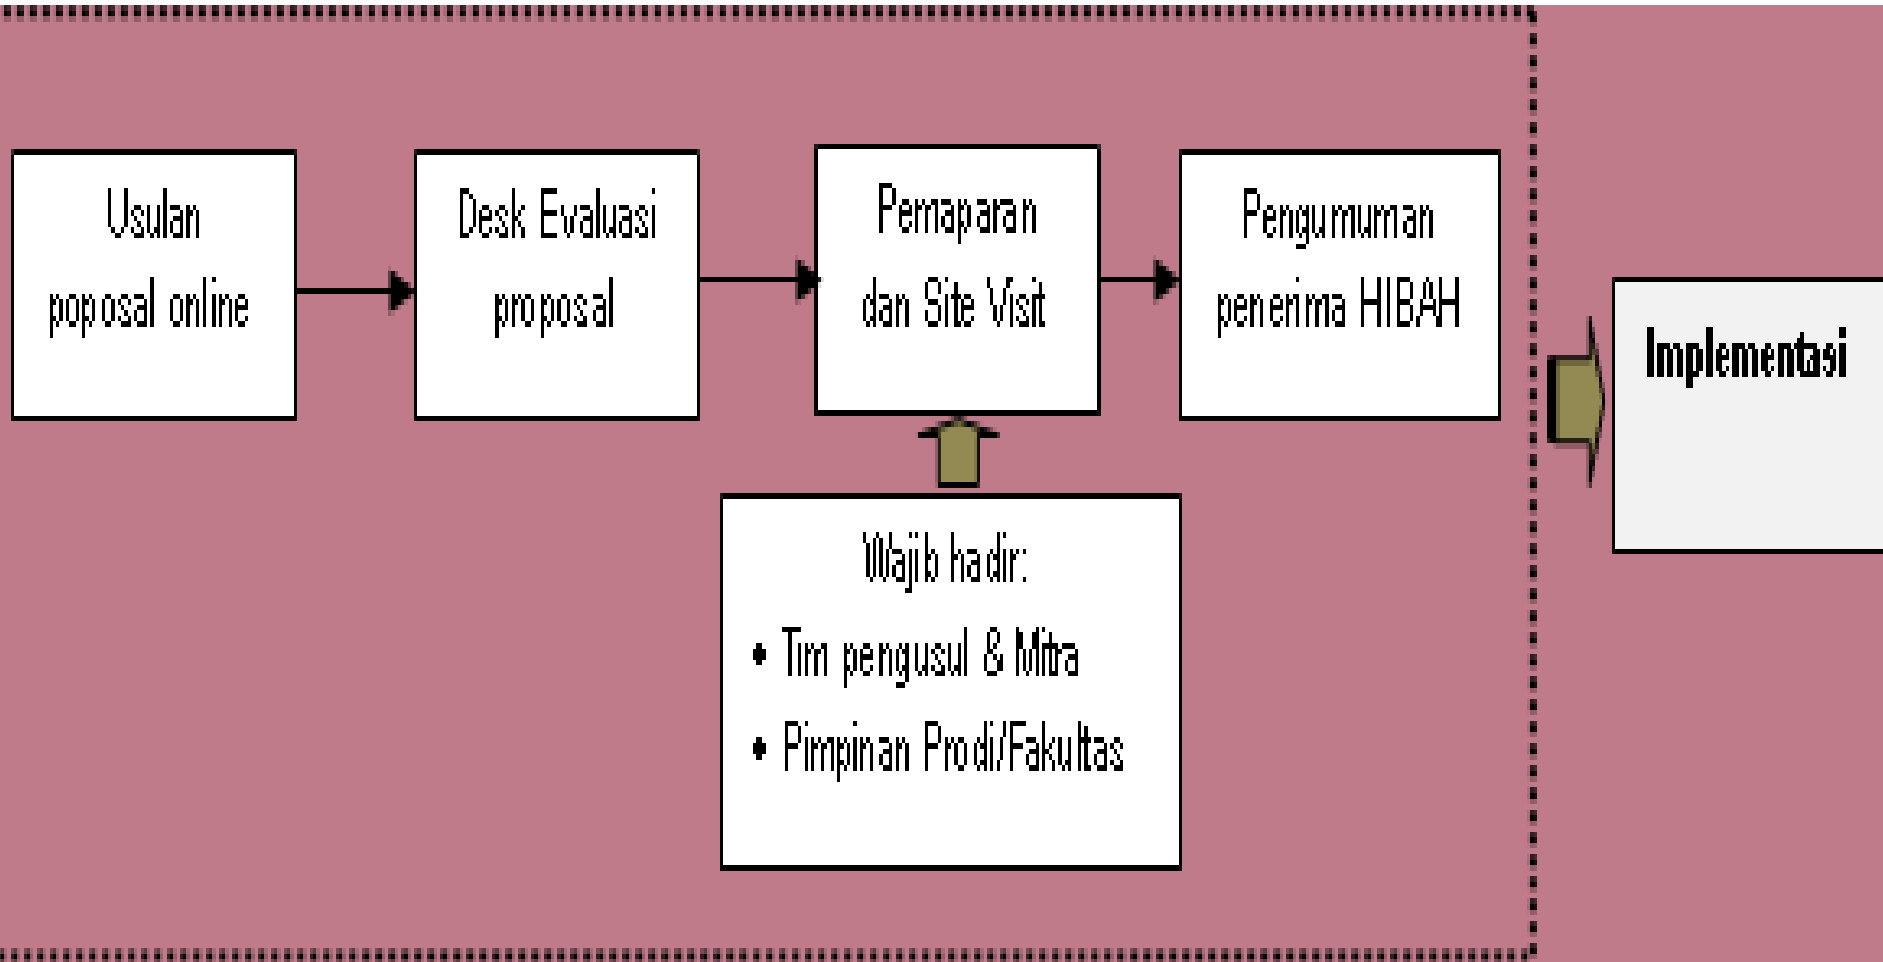 Usulan
poposal online
Desk Evaluasi
proposal
Pemaparan
dan Site Visit
Pengumuman
penerima HIBAH
Implementasi
Wajib hadir:
• Tim pengusul & Mitra
• Pimpinan Prodi/Fakultas